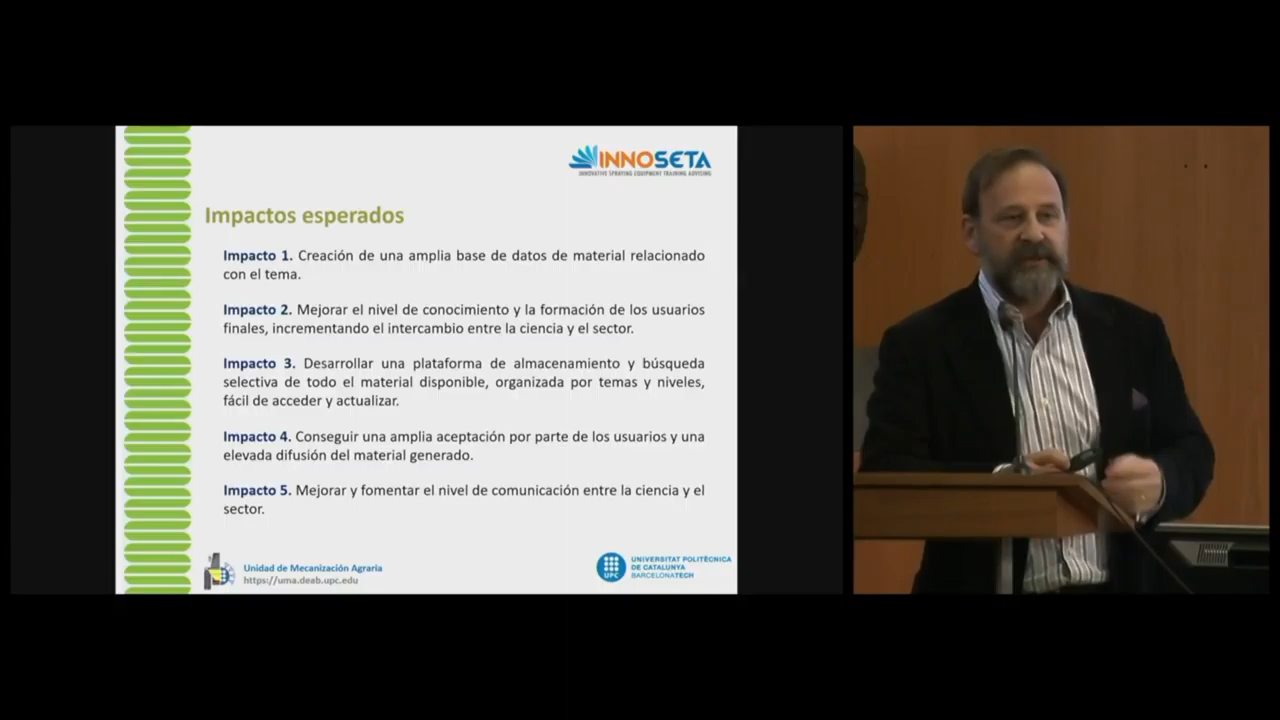 INNOSETA
INNOVATIVE SPRAYING EQUIPMENT TRAINING ADVISING
Impactos esperados
Impacto 1. Creación de una amplia base de datos de material relacionado
con el tema.
Impacto 2. Mejorar el nivel de conocimiento y la formación de los usuarios
finales, incrementando el intercambio entre la ciencia y el sector.
Impacto 3. Desarrollar una plataforma de almacenamiento y búsqueda
selectiva de todo el material disponible, organizada por temas y niveles,
fácil de acceder y actualizar.
Impacto 4. Conseguir una amplia aceptación por parte de los usuarios y una
elevada difusión del material generado.
Impacto 5. Mejorar y fomentar el nivel de comunicación entre la ciencia y el
sector.
Unidad de Mecanización Agraria
https://uma.deab.upc.edu
UPC
UNIVERSITAT POLITÈCNICA
DE CATALUNYA
BARCELONATECH